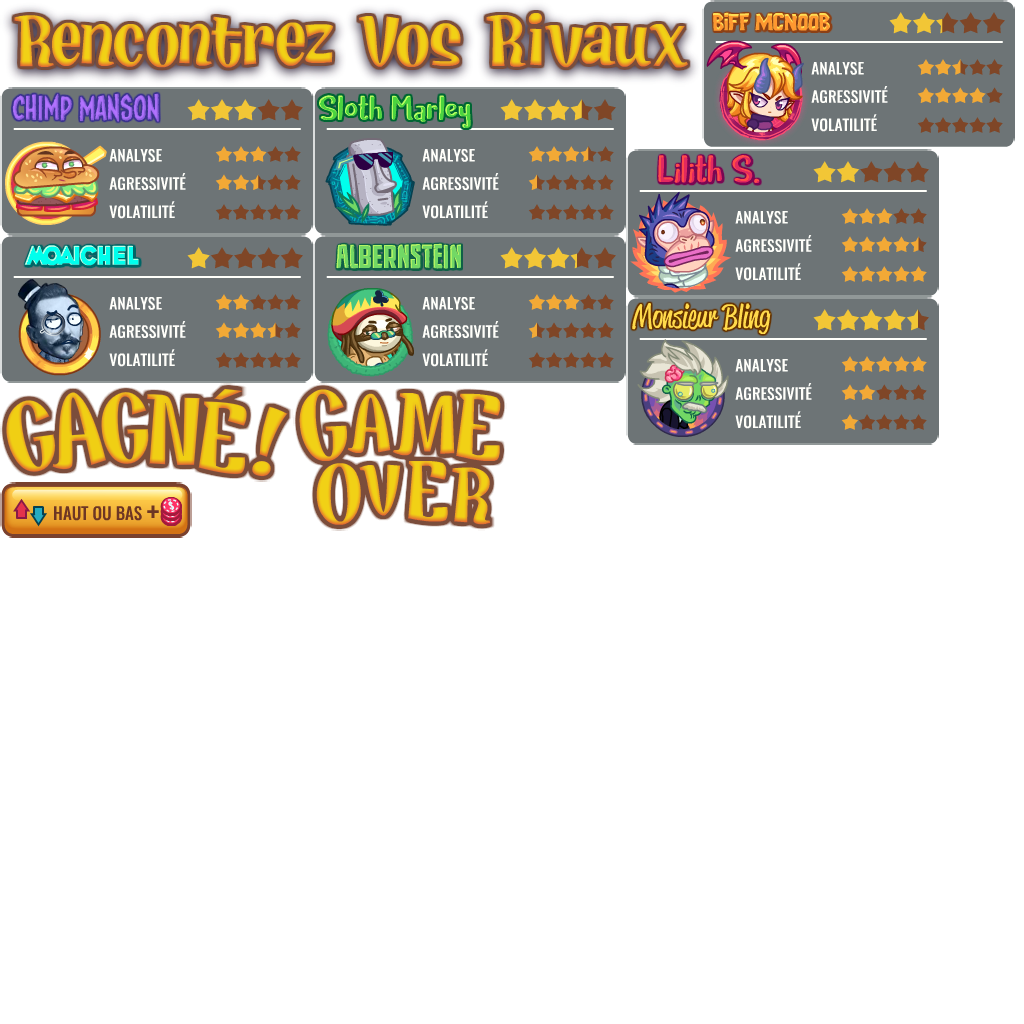 Rencontrez Vos Rivaux
BIFF MCNOOB
ANALYSE
AGRESSIVITÉ
VOLATILITÉ
CHIMP MANSON
ANALYSE
AGRESSIVITÉ
VOLATILITÉ
Sloth Marley
ANALYSE
AGRESSIVITÉ
VOLATILITÉ
Lilith S.
ANALYSE
AGRESSIVITÉ
VOLATILITÉ
MOAICHEL
ANALYSE
AGRESSIVITÉ
VOLATILITÉ
ALBERNSTEIN
ANALYSE
AGRESSIVITÉ
VOLATILITÉ
Monsieur Bling
ANALYSE
AGRESSIVITÉ
VOLATILITÉ
GAGNÉ!
GAME
OVER
HAUT OU BAS +